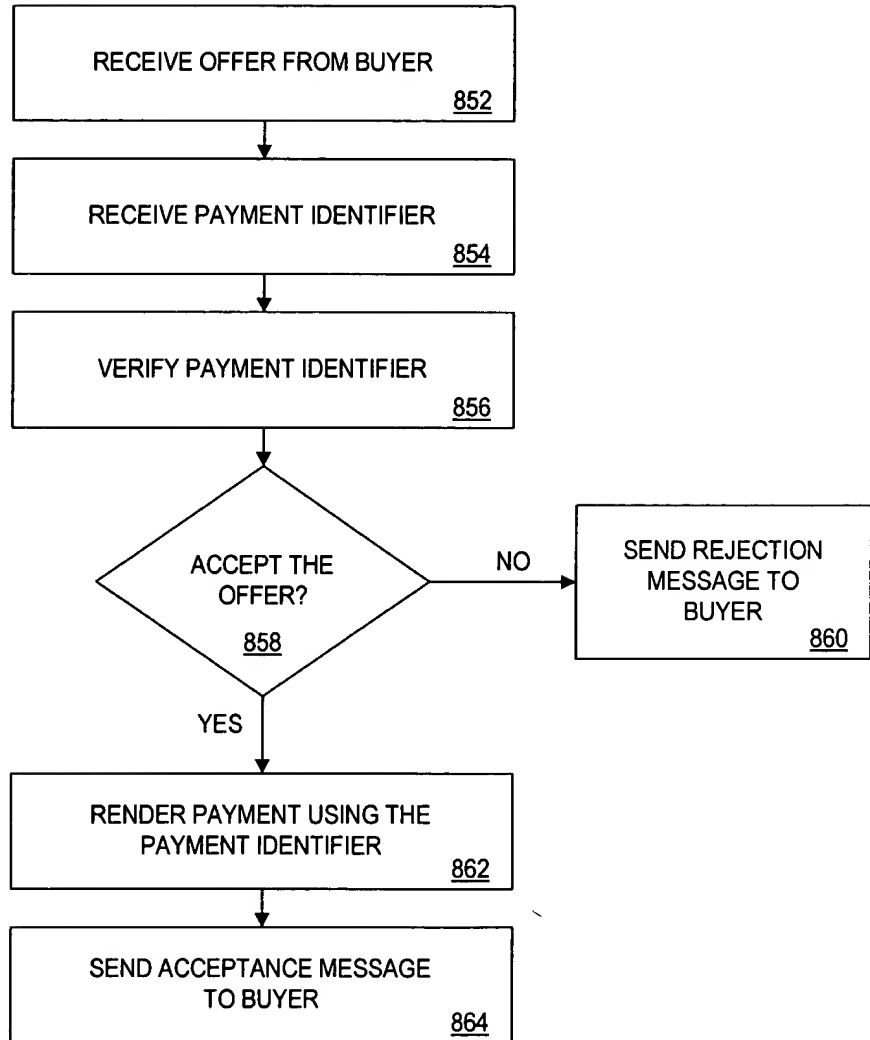 RECEIVE OFFER FROM BUYER
852
RECEIVE PAYMENT IDENTIFIER
854
VERIFY PAYMENT IDENTIFIER
856
ACCEPT THE
OFFER?
858
NO
SEND REJECTION
MESSAGE TO
BUYER
860
YES
RENDER PAYMENT USING THE
PAYMENT IDENTIFIER
862
SEND ACCEPTANCE MESSAGE
TO BUYER
864